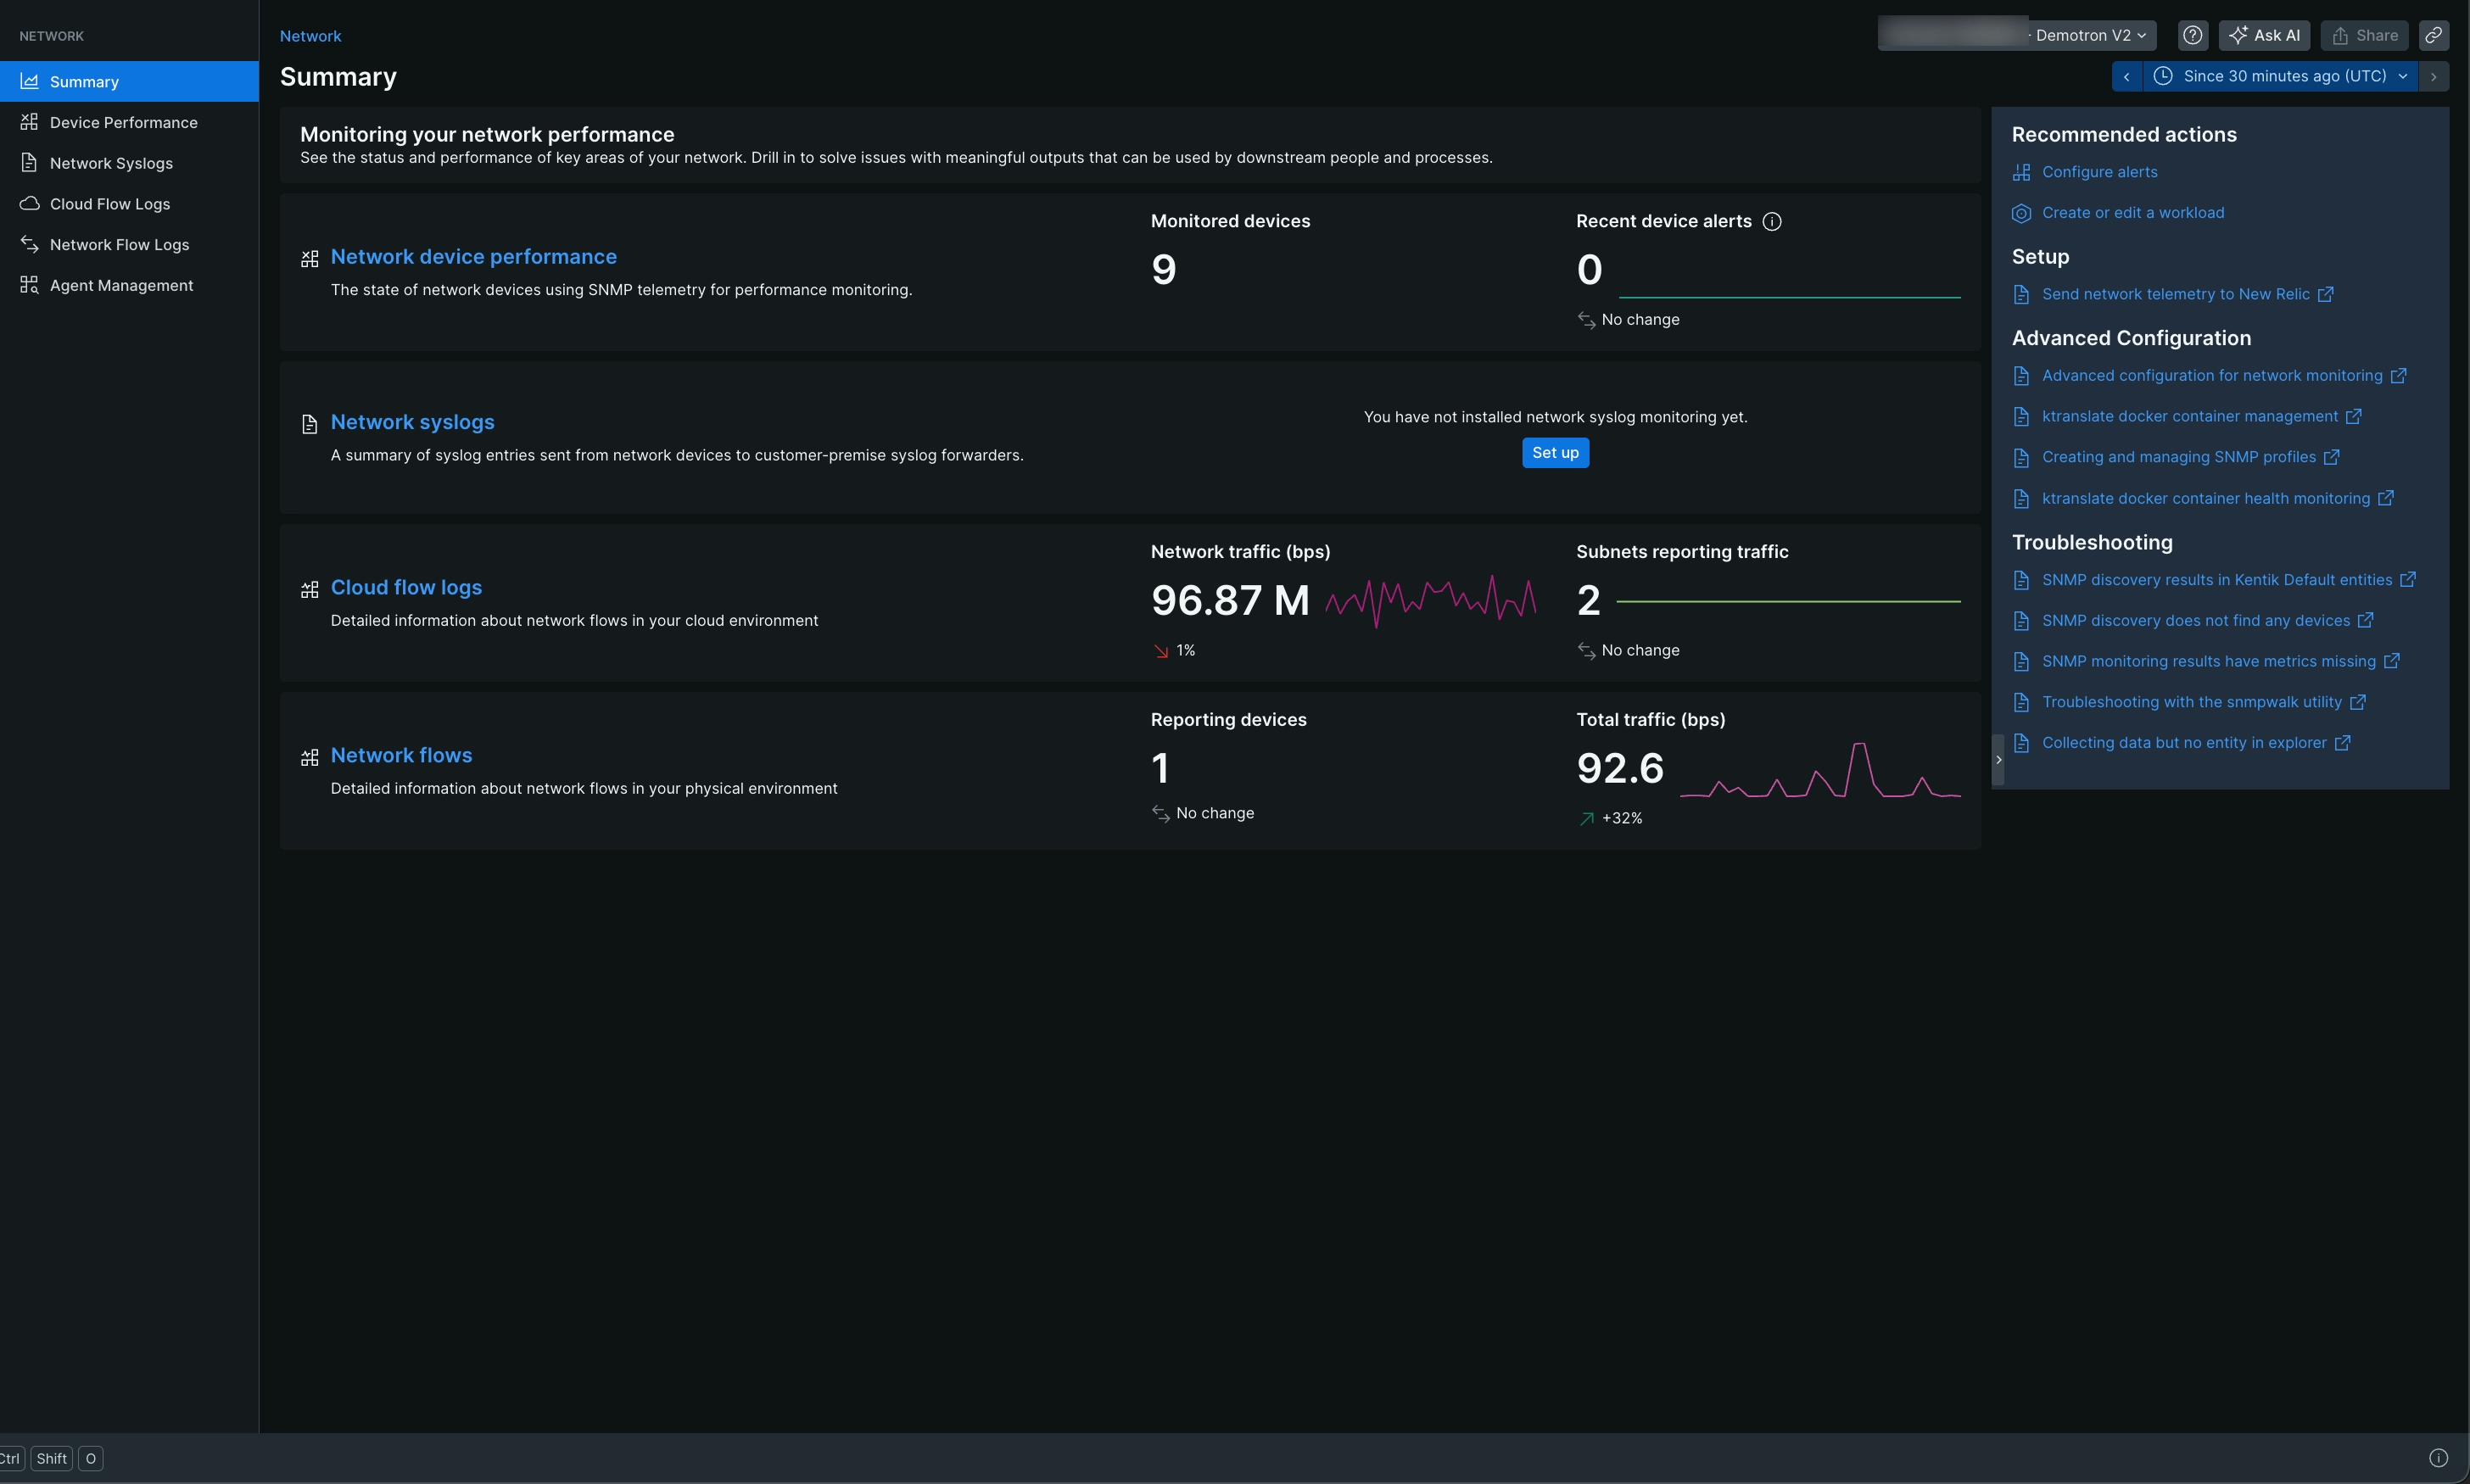 NETWORK
Summary
Device Performance
Network Syslogs
Cloud Flow Logs
Network Flow Logs
Agent Management
Network
Summary
- Demotron V2
Ask AI
Share
Since 30 minutes ago (UTC)
Monitoring your network performance
See the status and performance of key areas of your network. Drill in to solve issues with meaningful outputs that can be used by downstream people and processes.
Network device performance
The state of network devices using SNMP telemetry for performance monitoring.
Monitored devices
9
Recent device alerts
0
No change
Network syslogs
A summary of syslog entries sent from network devices to customer-premise syslog forwarders.
You have not installed network syslog monitoring yet.
Set up
Cloud flow logs
Detailed information about network flows in your cloud environment
Network traffic (bps)
96.87 M
1%
Subnets reporting traffic
2
No change
Network flows
Detailed information about network flows in your physical environment
Reporting devices
1
No change
Total traffic (bps)
92.6
+32%
Recommended actions
Configure alerts
Create or edit a workload
Setup
Send network telemetry to New Relic
Advanced Configuration
Advanced configuration for network monitoring
ktranslate docker container management
Creating and managing SNMP profiles
ktranslate docker container health monitoring
Troubleshooting
SNMP discovery results in Kentik Default entities
SNMP discovery does not find any devices
SNMP monitoring results have metrics missing
Troubleshooting with the snmpwalk utility
Collecting data but no entity in explorer
Ctrl Shift O